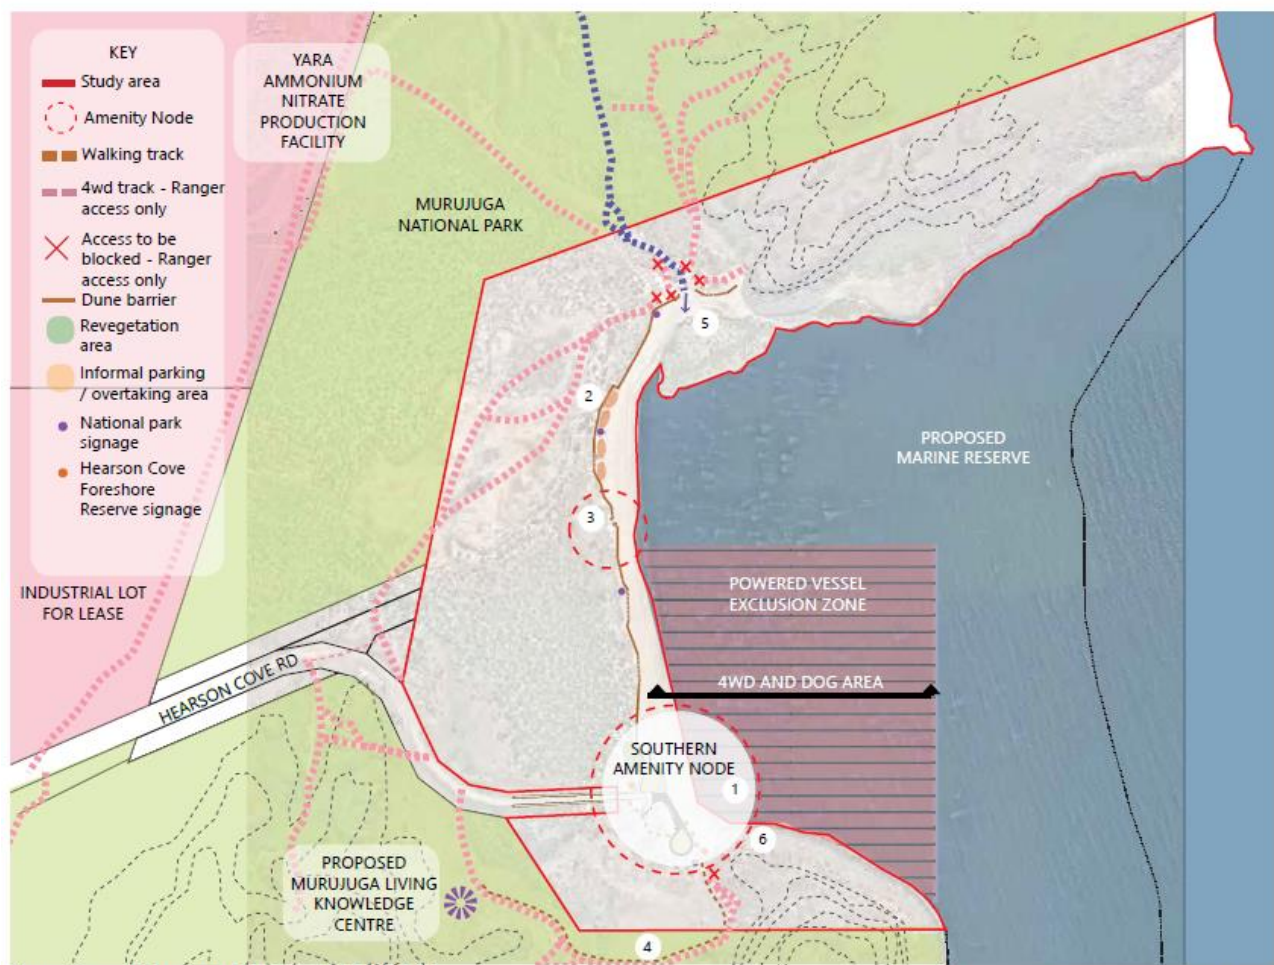 KEY
Study area
Amenity Node
Walking track
4wd track - Ranger
access only
Access to be
blocked - Ranger
access only
Dune barrier
Revegetation
area
Informal parking
/ overtaking area
National park
signage
Hearson Cove
Foreshore
Reserve signage
YARA
AMMONIUM
NITRATE
PRODUCTION
FACILITY
MURUJUGA
NATIONAL PARK
5
2
PROPOSED
MARINE RESERVE
3
INDUSTRIAL LOT
FOR LEASE
POWERED VESSEL
EXCLUSION ZONE
HEARSON COVE RD
4WD AND DOG AREA
SOUTHERN
AMENITY NODE
1
6
PROPOSED
MURUJUGA LIVING
KNOWLEDGE
CENTRE
4